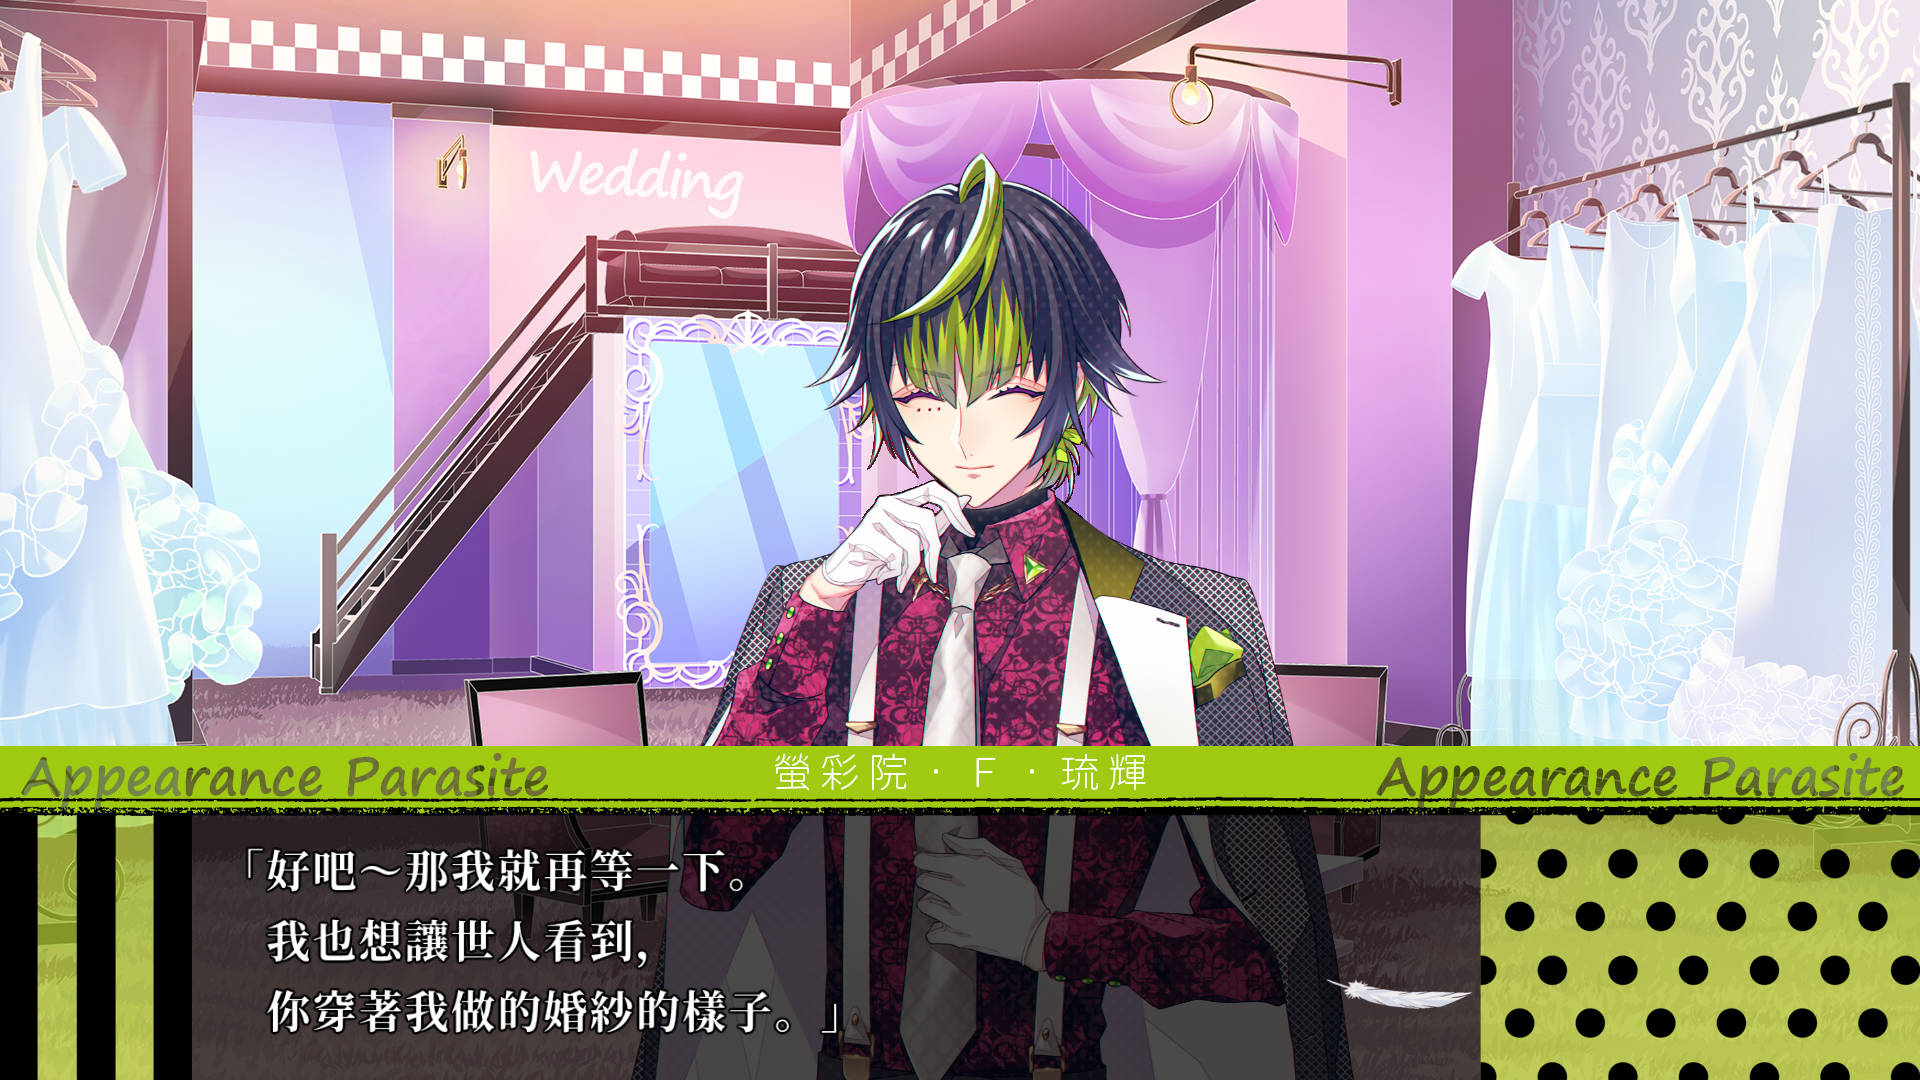 Wedding
Appearance Parasite
螢彩院・F・琉輝
Appearance Parasite
「好吧～那我就再等一下。
我也想讓世人看到,
你穿著我做的婚紗的樣子。」